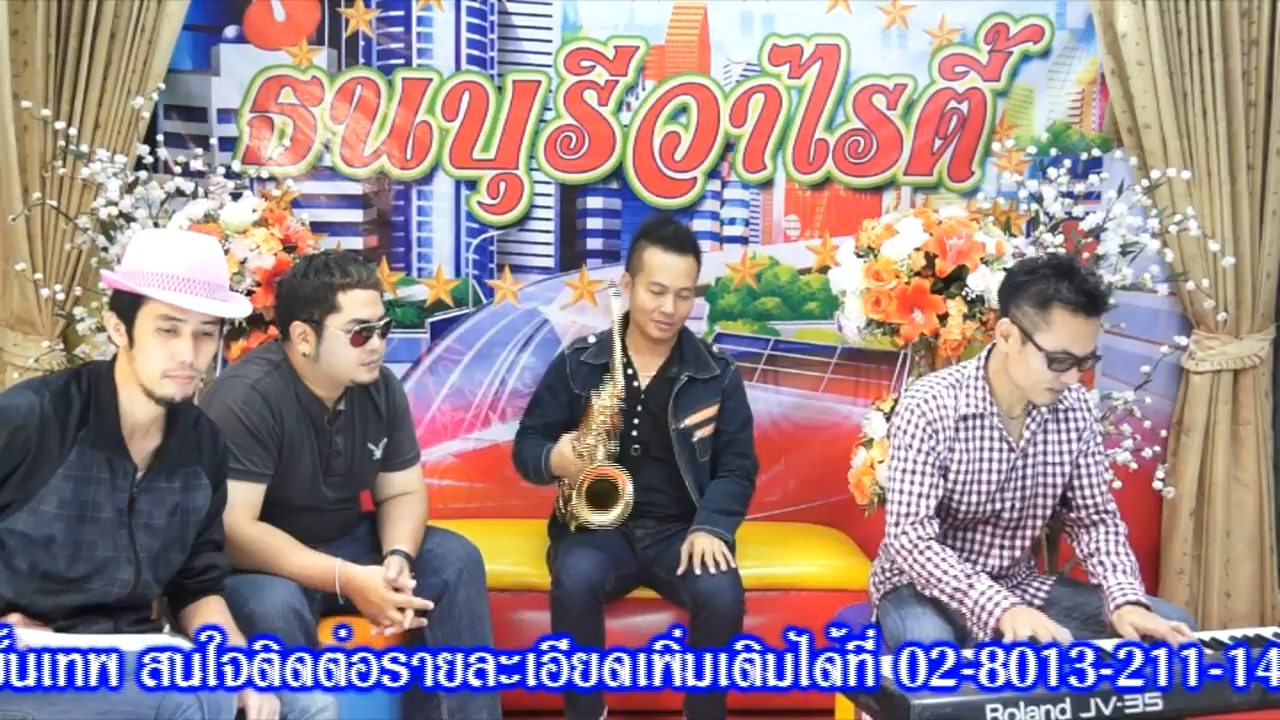 ธนบุรีวาไรตี้
ั้นเทพ สนใจติดต่อรายละเอียดเพิ่มเติมได้ที่ 02-8013-211-14
Roland JV-35